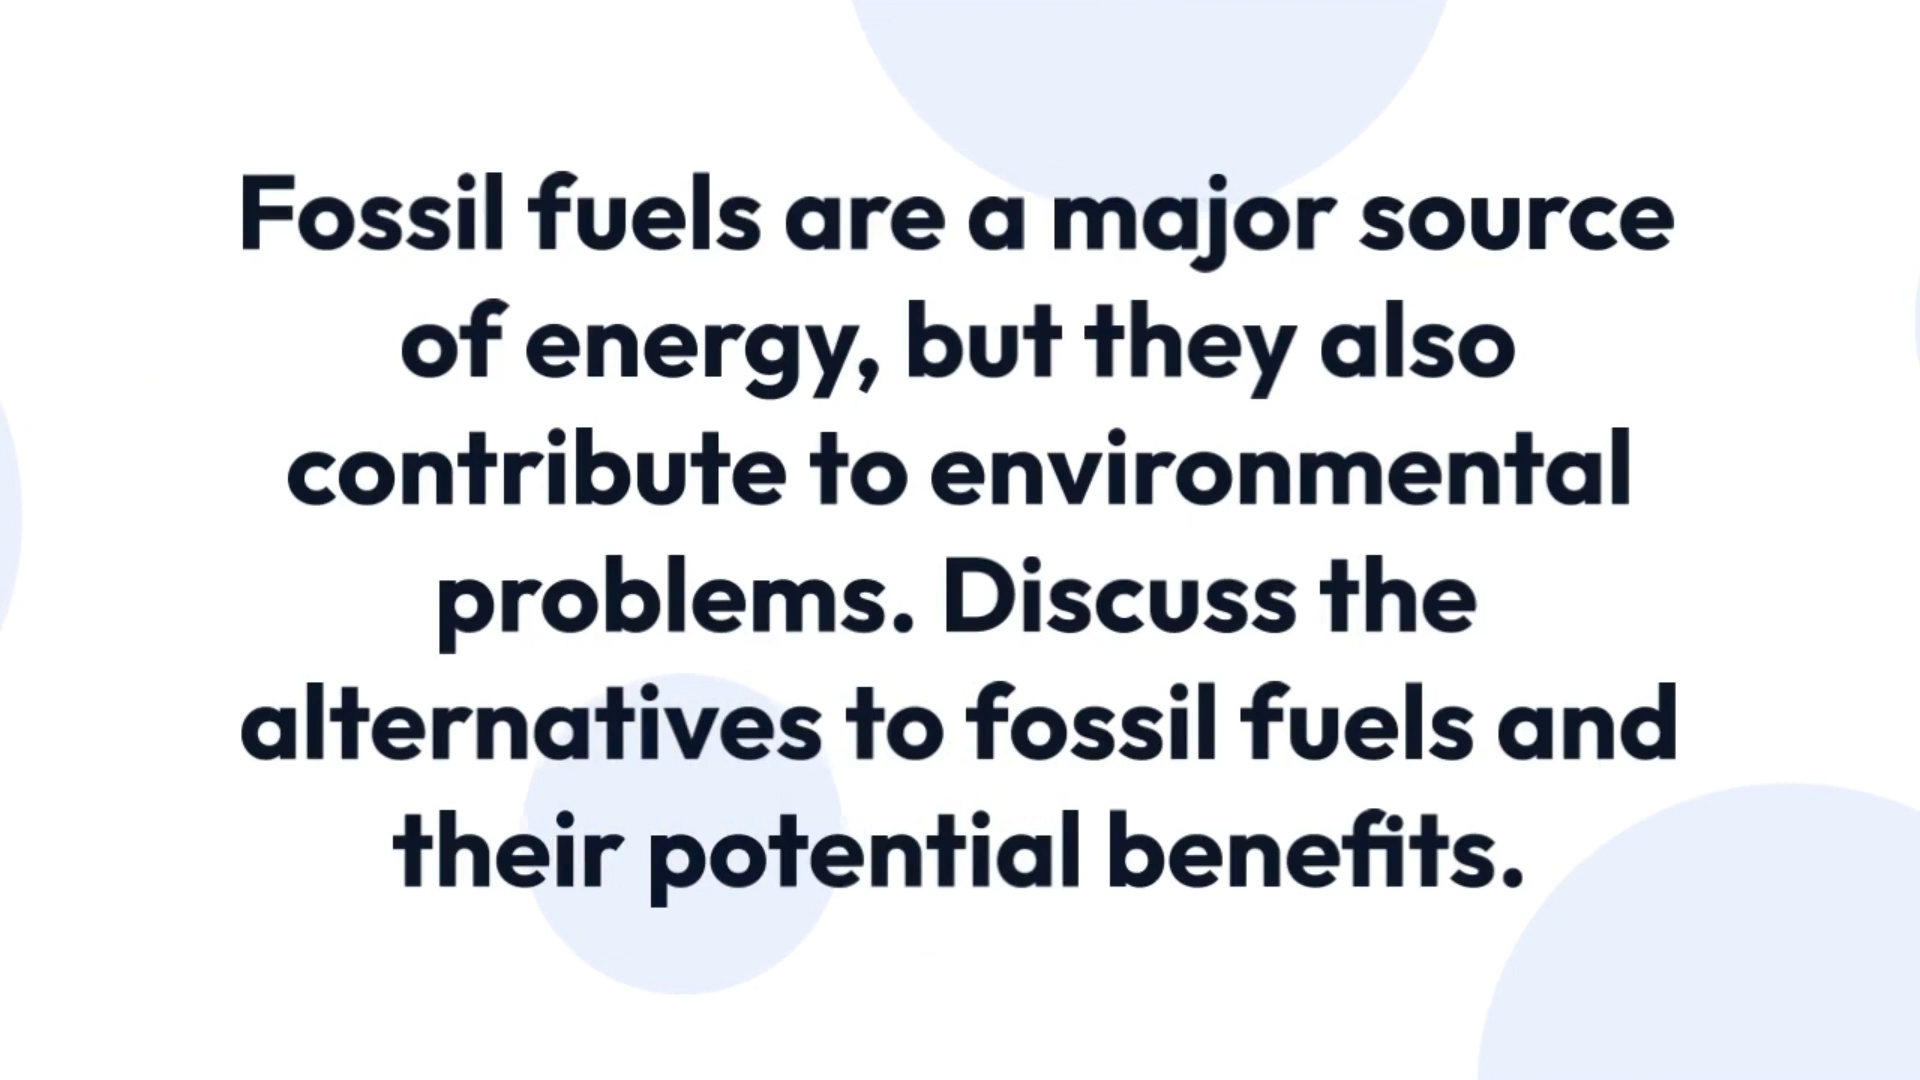 Fossil fuels are a major source
of energy, but they also
contribute to environmental
problems. Discuss the
alternatives to fossil fuels and
their potential benefits.